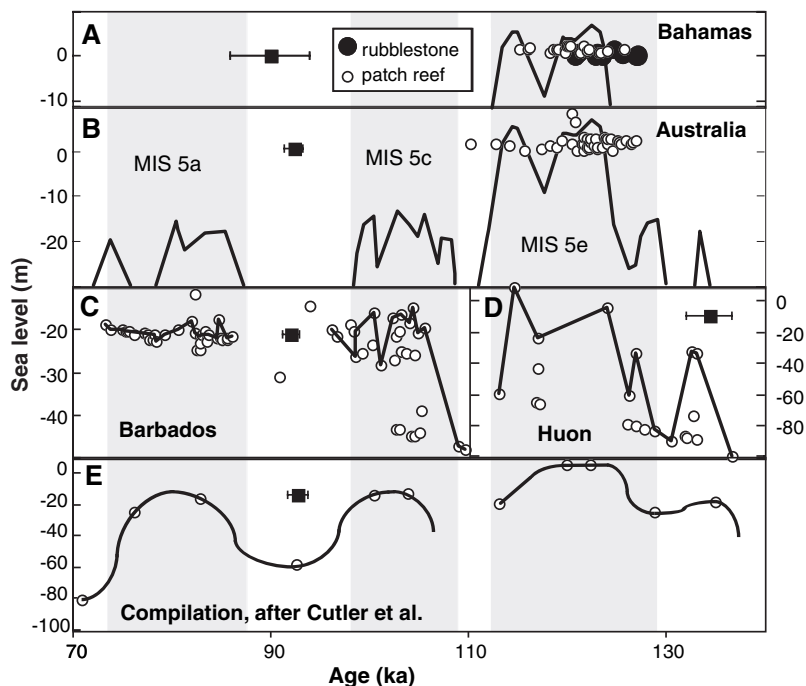 A
Bahamas
rubblestone
patch reef
0
-10
B
Australia
MIS 5a
MIS 5c
MIS 5e
0
-10
-20
Sea level (m)
C
D
-20
-30
-40
Barbados
Huon
0
-20
-40
-60
-80
E
0
-20
-40
-60
-80
-100
Compilation, after Cutler et al.
70
90
110
130
Age (ka)